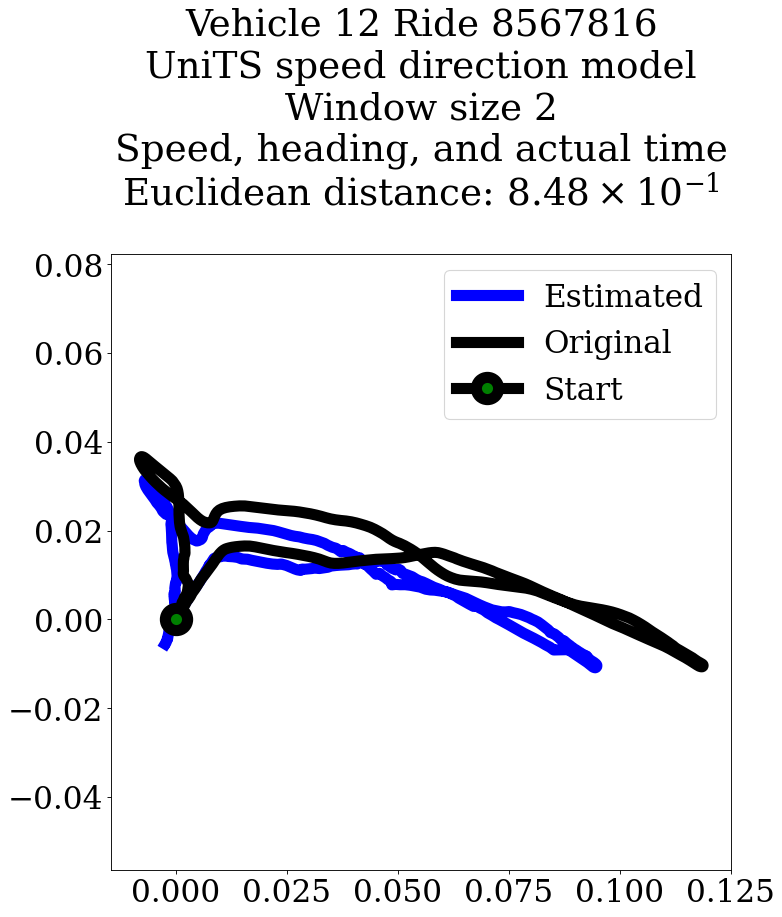 Vehicle 12 Ride 8567816
UniTS speed direction model
Window size 2
Speed, heading, and actual time
Euclidean distance: 8.48 × 10⁻¹
0.08
0.06
0.04
0.02
0.00
−0.02
−0.04
Estimated
Original
Start
0.000 0.025 0.050 0.075 0.100 0.125